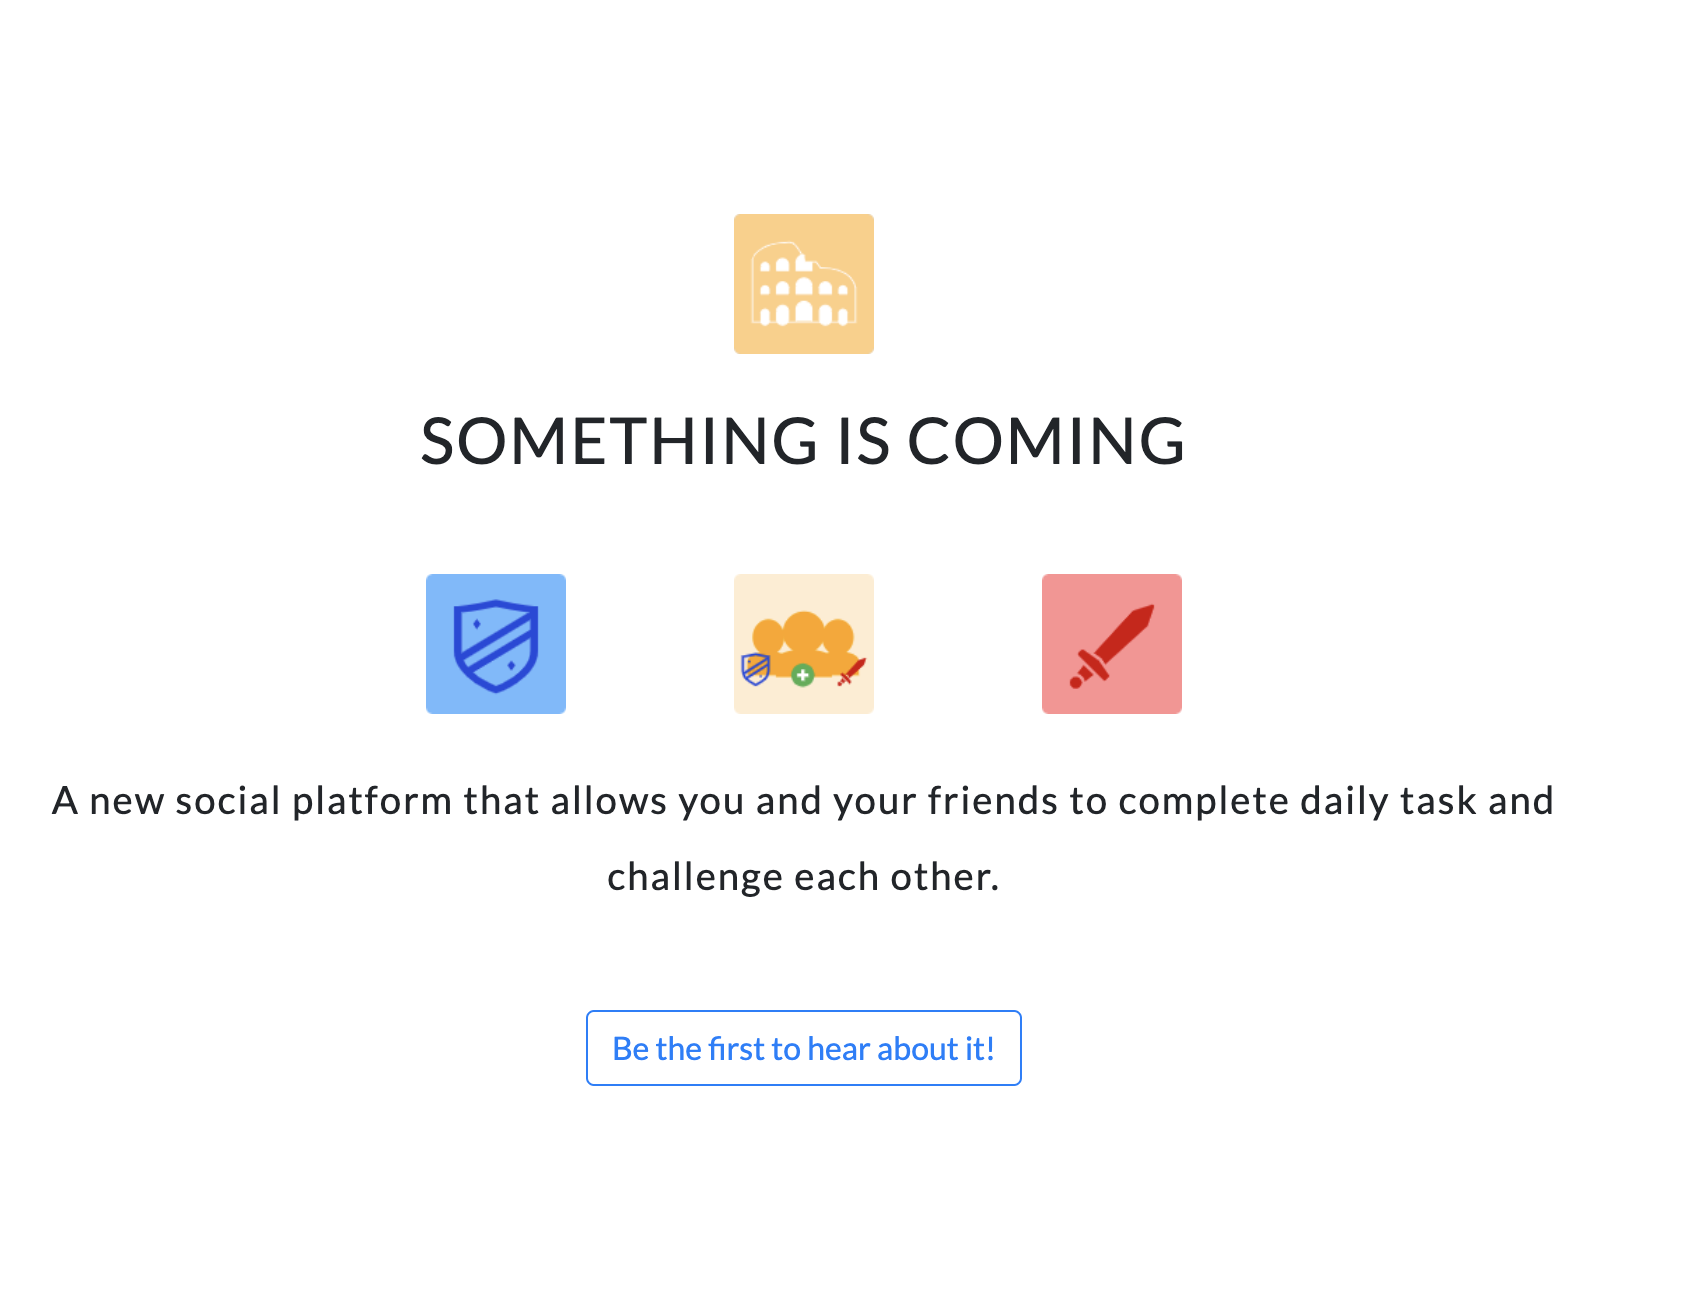 SOMETHING IS COMING
A new social platform that allows you and your friends to complete daily task and
challenge each other.
Be the first to hear about it!